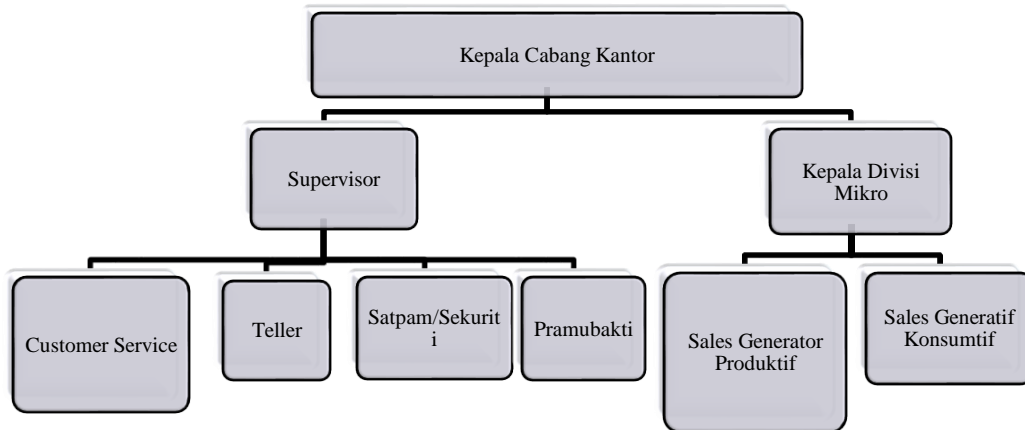 Kepala Cabang Kantor
Supervisor
Kepala Divisi
Mikro
Customer Service
Teller
Satpam/Sekurit
i
Pramubakti
Sales Generator
Produktif
Sales Generatif
Konsumtif